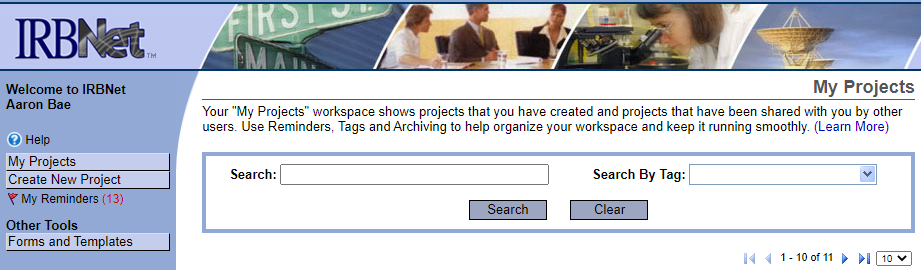 IRBNet™
FIRST ST.
MAIN
Welcome to IRBNet
Aaron Bae
Help
My Projects
Create New Project
My Reminders (13)
Other Tools
Forms and Templates
My Projects
Your "My Projects" workspace shows projects that you have created and projects that have been shared with you by other
users. Use Reminders, Tags and Archiving to help organize your workspace and keep it running smoothly. (Learn More)
Search:
Search By Tag:
Search
Clear
1 - 10 of 11
10